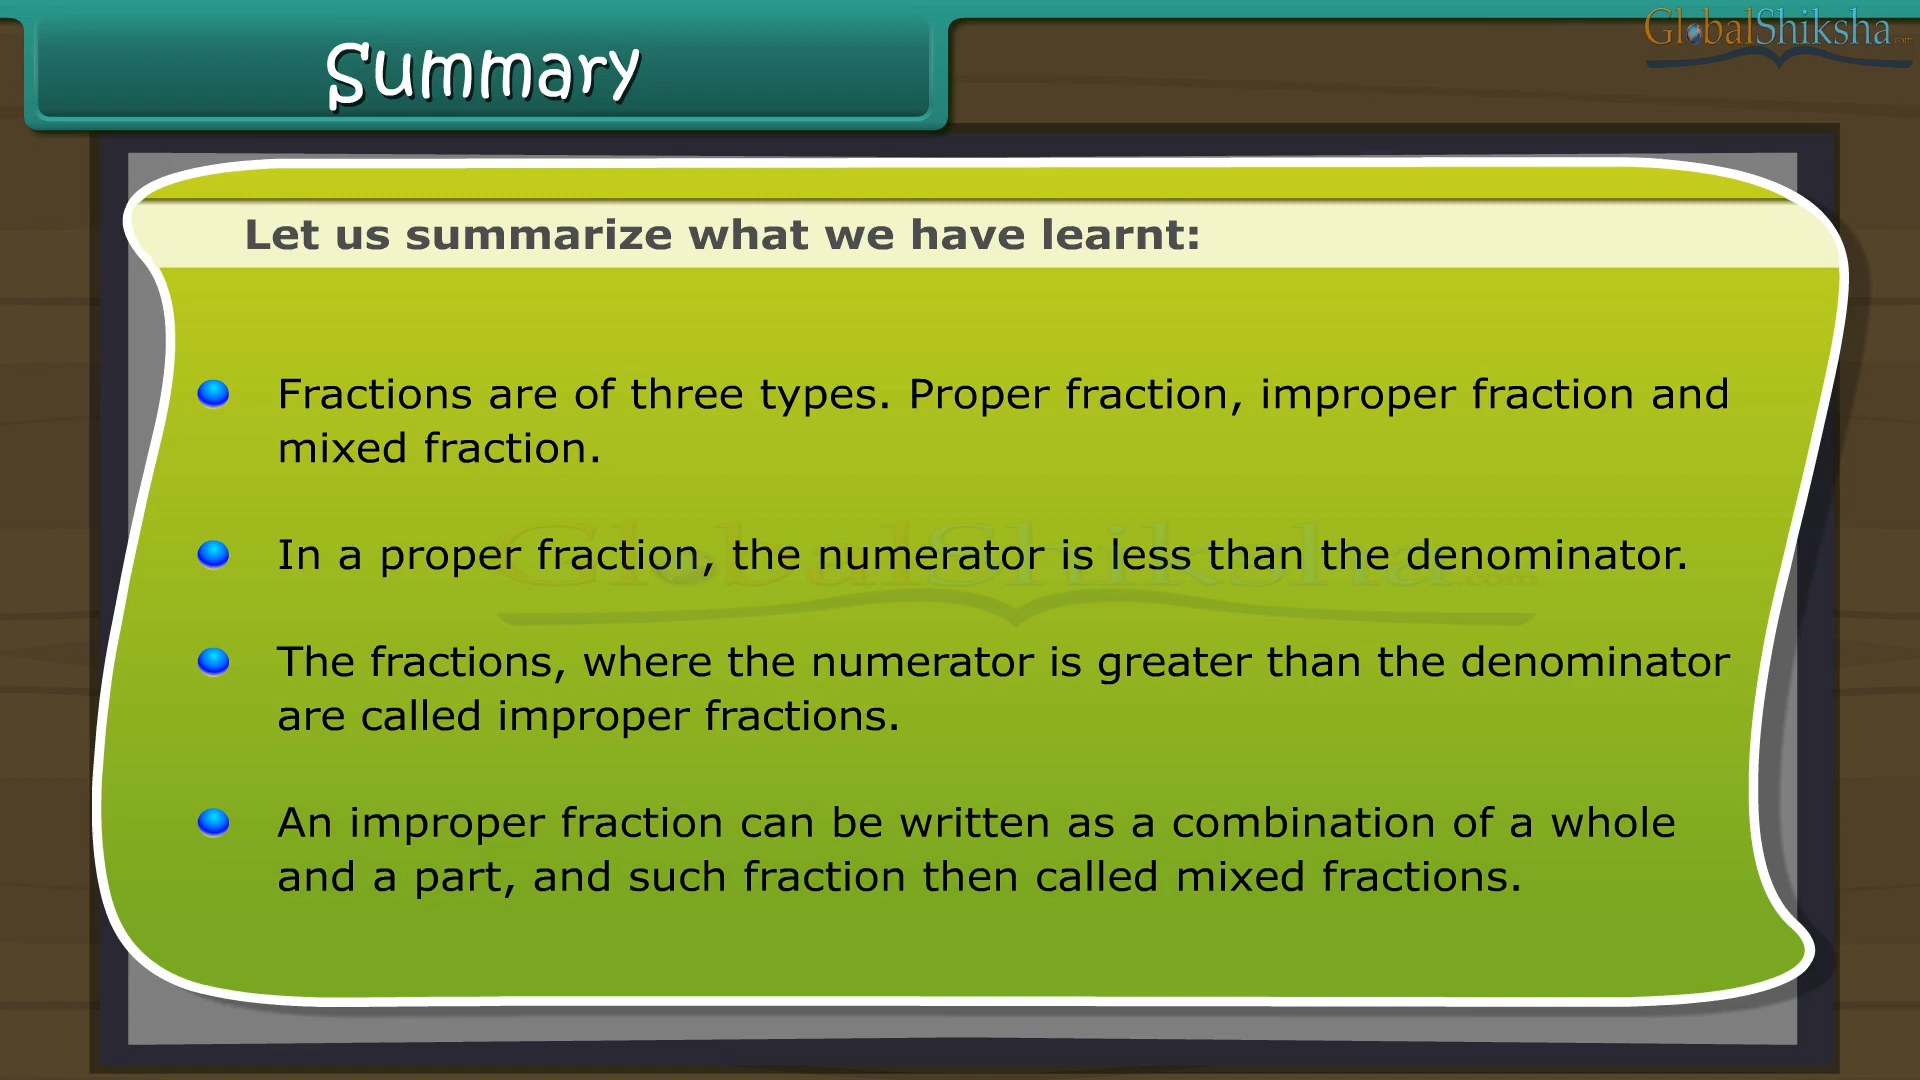 Summary
GlobalShiksha.com
Let us summarize what we have learnt:
Fractions are of three types. Proper fraction, improper fraction and
mixed fraction.
In a proper fraction, the numerator is less than the denominator.
GlobalShiksha.com
The fractions, where the numerator is greater than the denominator
are called improper fractions.
An improper fraction can be written as a combination of a whole
and a part, and such fraction then called mixed fractions.